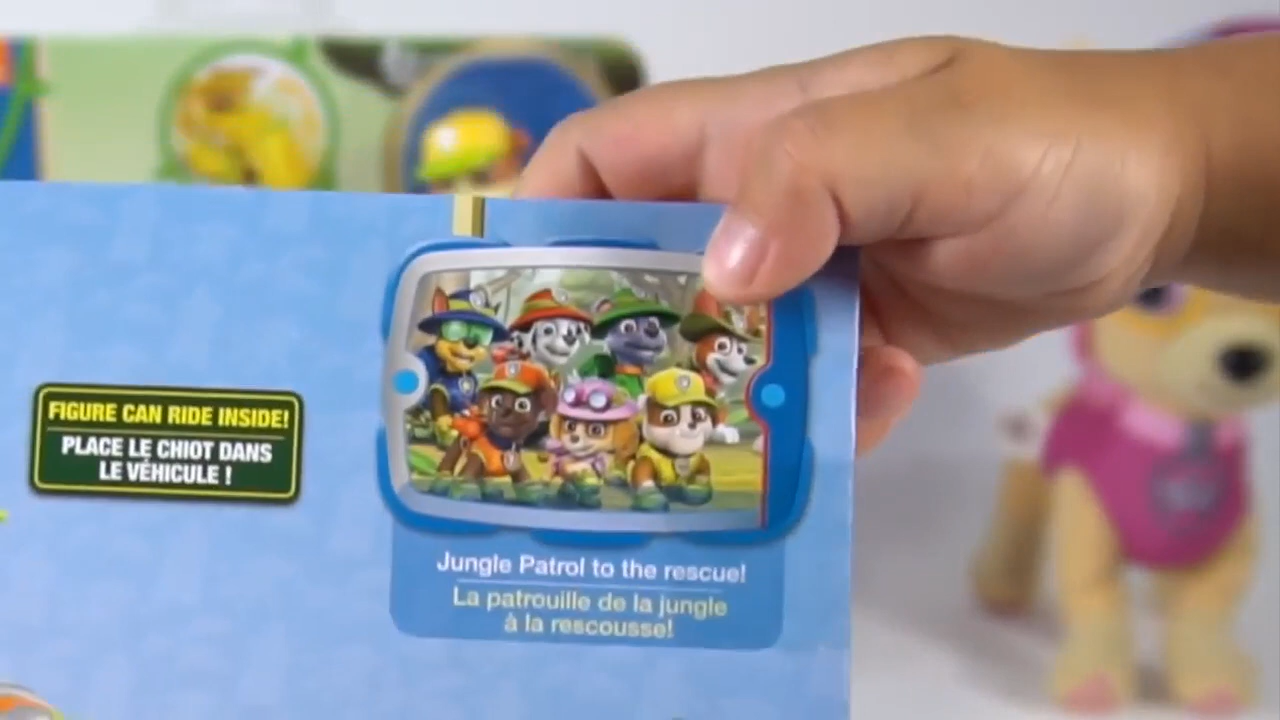 FIGURE CAN RIDE INSIDE!
PLACE LE CHIOT DANS
LE VÉHICULE !
Jungle Patrol to the rescue!
La patrouille de la jungle
à la rescousse!